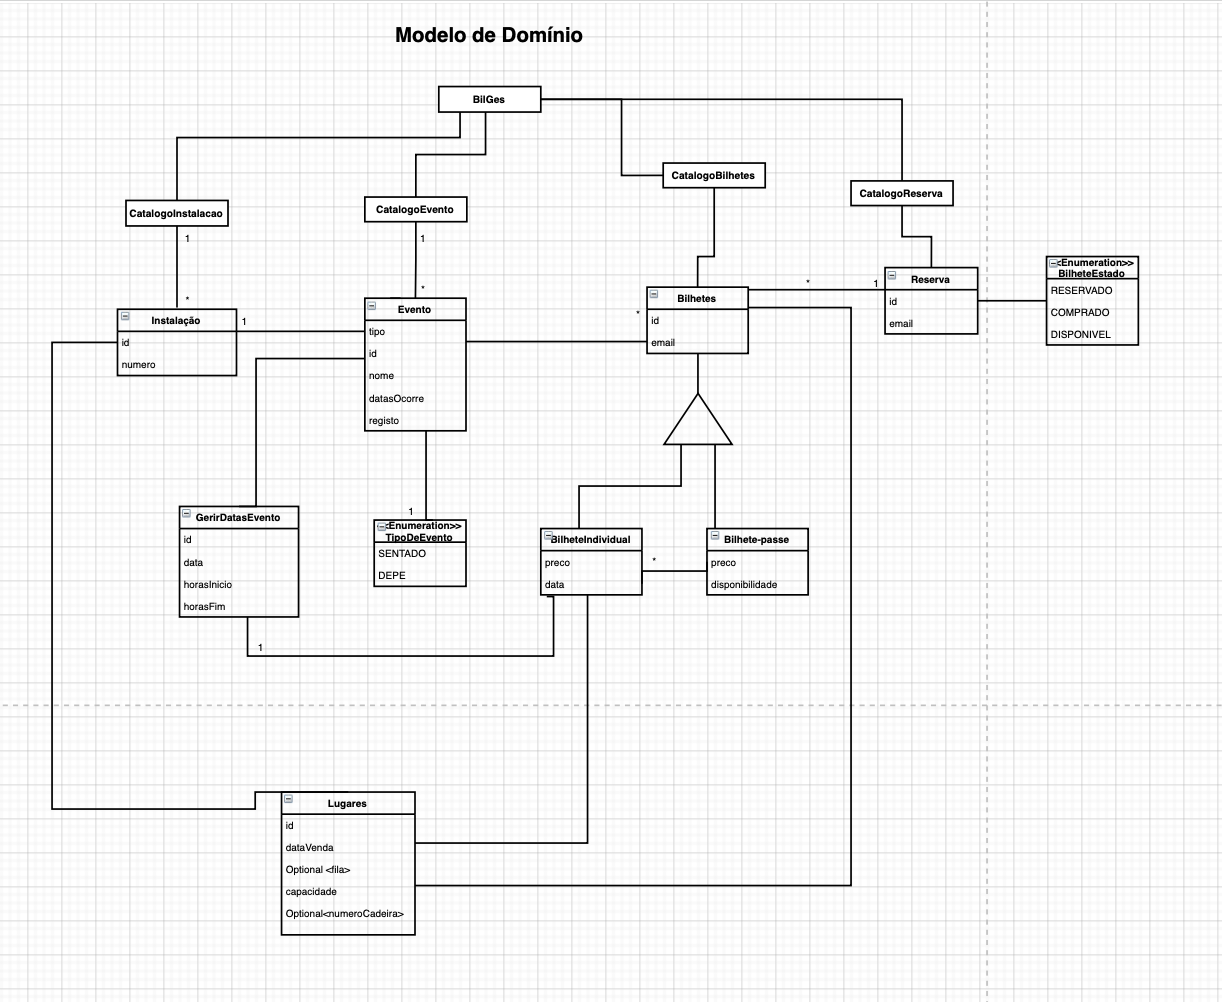 Modelo de Domínio
BilGes
CatalogoBilhetes
CatalogoReserva
CatalogoInstalacao
CatalogoEvento
1
1
*
*
Instalação
id
numero
1
Evento
tipo
id
nome
datasOcorre
registo
*
Bilhetes
id
email
*
1
Reserva
id
email
<Enumeration>>
BilheteEstado
RESERVADO
COMPRADO
DISPONIVEL
GerirDatasEvento
id
data
horasInicio
horasFim
1
1
<Enumeration>>
TipoDeEvento
SENTADO
DEPE
BilheteIndividual
preco
data
*
Bilhete-passe
preco
disponibilidade
Lugares
id
dataVenda
Optional <fila>
capacidade
Optional<numeroCadeira>